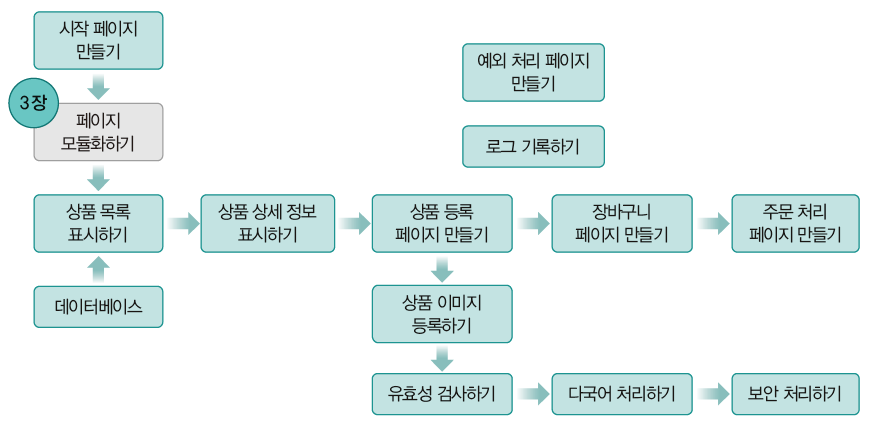 시작 페이지
만들기
예외 처리 페이지
만들기
3장
페이지
모듈화하기
로그 기록하기
상품 목록
표시하기
상품 상세 정보
표시하기
상품 등록
페이지 만들기
장바구니
페이지 만들기
주문 처리
페이지 만들기
데이터베이스
상품 이미지
등록하기
유효성 검사하기
다국어 처리하기
보안 처리하기